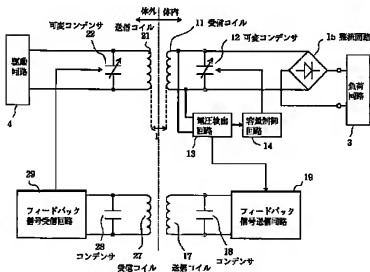 体外 体内
可変コンデンサ
22
送信コイル
21
11 受信コイル
12 可変コンデンサ
15 整流回路
駆動
回路
4
負荷回路
3
電圧検出
回路
13
容量制御
回路
14
29
フィードバック
信号受信回路
28
コンデンサ
27
受信コイル
17
送信コイル
18
コンデンサ
19
フィードバック
信号送信回路